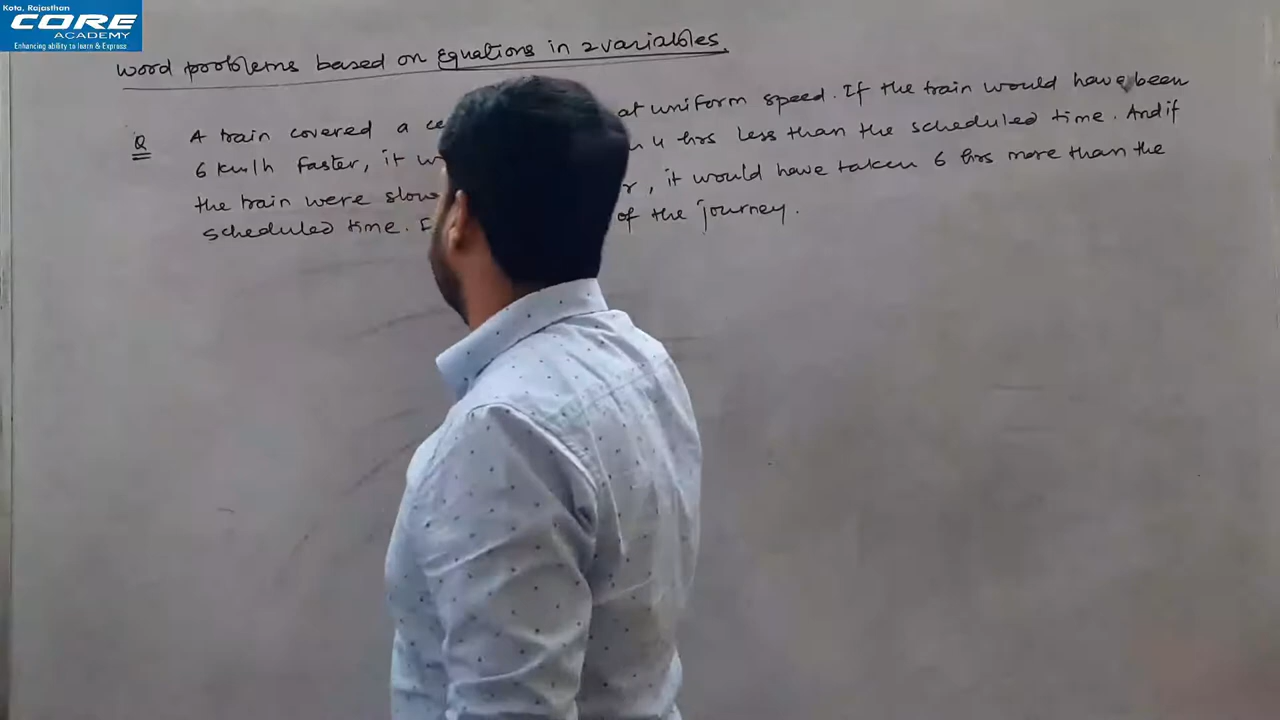 Kota, Rajasthan
CORE
ACADEMY
Enhancing ability to learn & Express
Word problems based on Equations in 2 variables.
Q A train covered a ce at uniform speed. If the train would have been
6 km/h faster, it w 4 hrs less than the scheduled time. And if
the train were slow r, it would have taken 6 hrs more than the
scheduled time. of the journey.